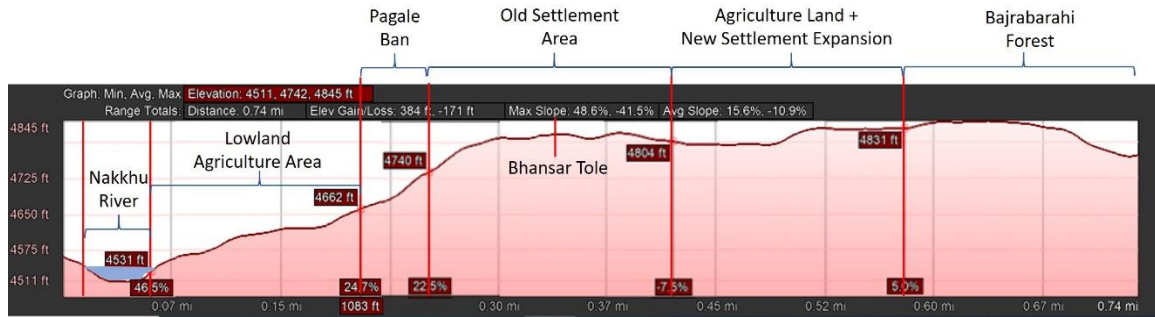 Pagale
Ban
Old Settlement
Area
Agriculture Land +
New Settlement Expansion
Bajrabarahi
Forest
Graph: Min, Avg, Max Elevation: 4511, 4742, 4845 ft
Range Totals: Distance: 0.74 mi Elev Gain/Loss: 384 ft, -171 ft Max Slope: 48.6%, -41.5% Avg Slope: 15.6%, -10.9%
4845 ft
4725 ft
4650 ft
4575 ft
4511 ft
Nakkhu
River
Lowland
Agriculture Area
Bhansar Tole
4531 ft
4662 ft
4740 ft
4804 ft
4831 ft
46.5%
24.7%
22.5%
-7.5%
5.0%
0.07 mi
0.15 mi
1083 ft
0.30 mi
0.37 mi
0.45 mi
0.52 mi
0.60 mi
0.67 mi
0.74 mi